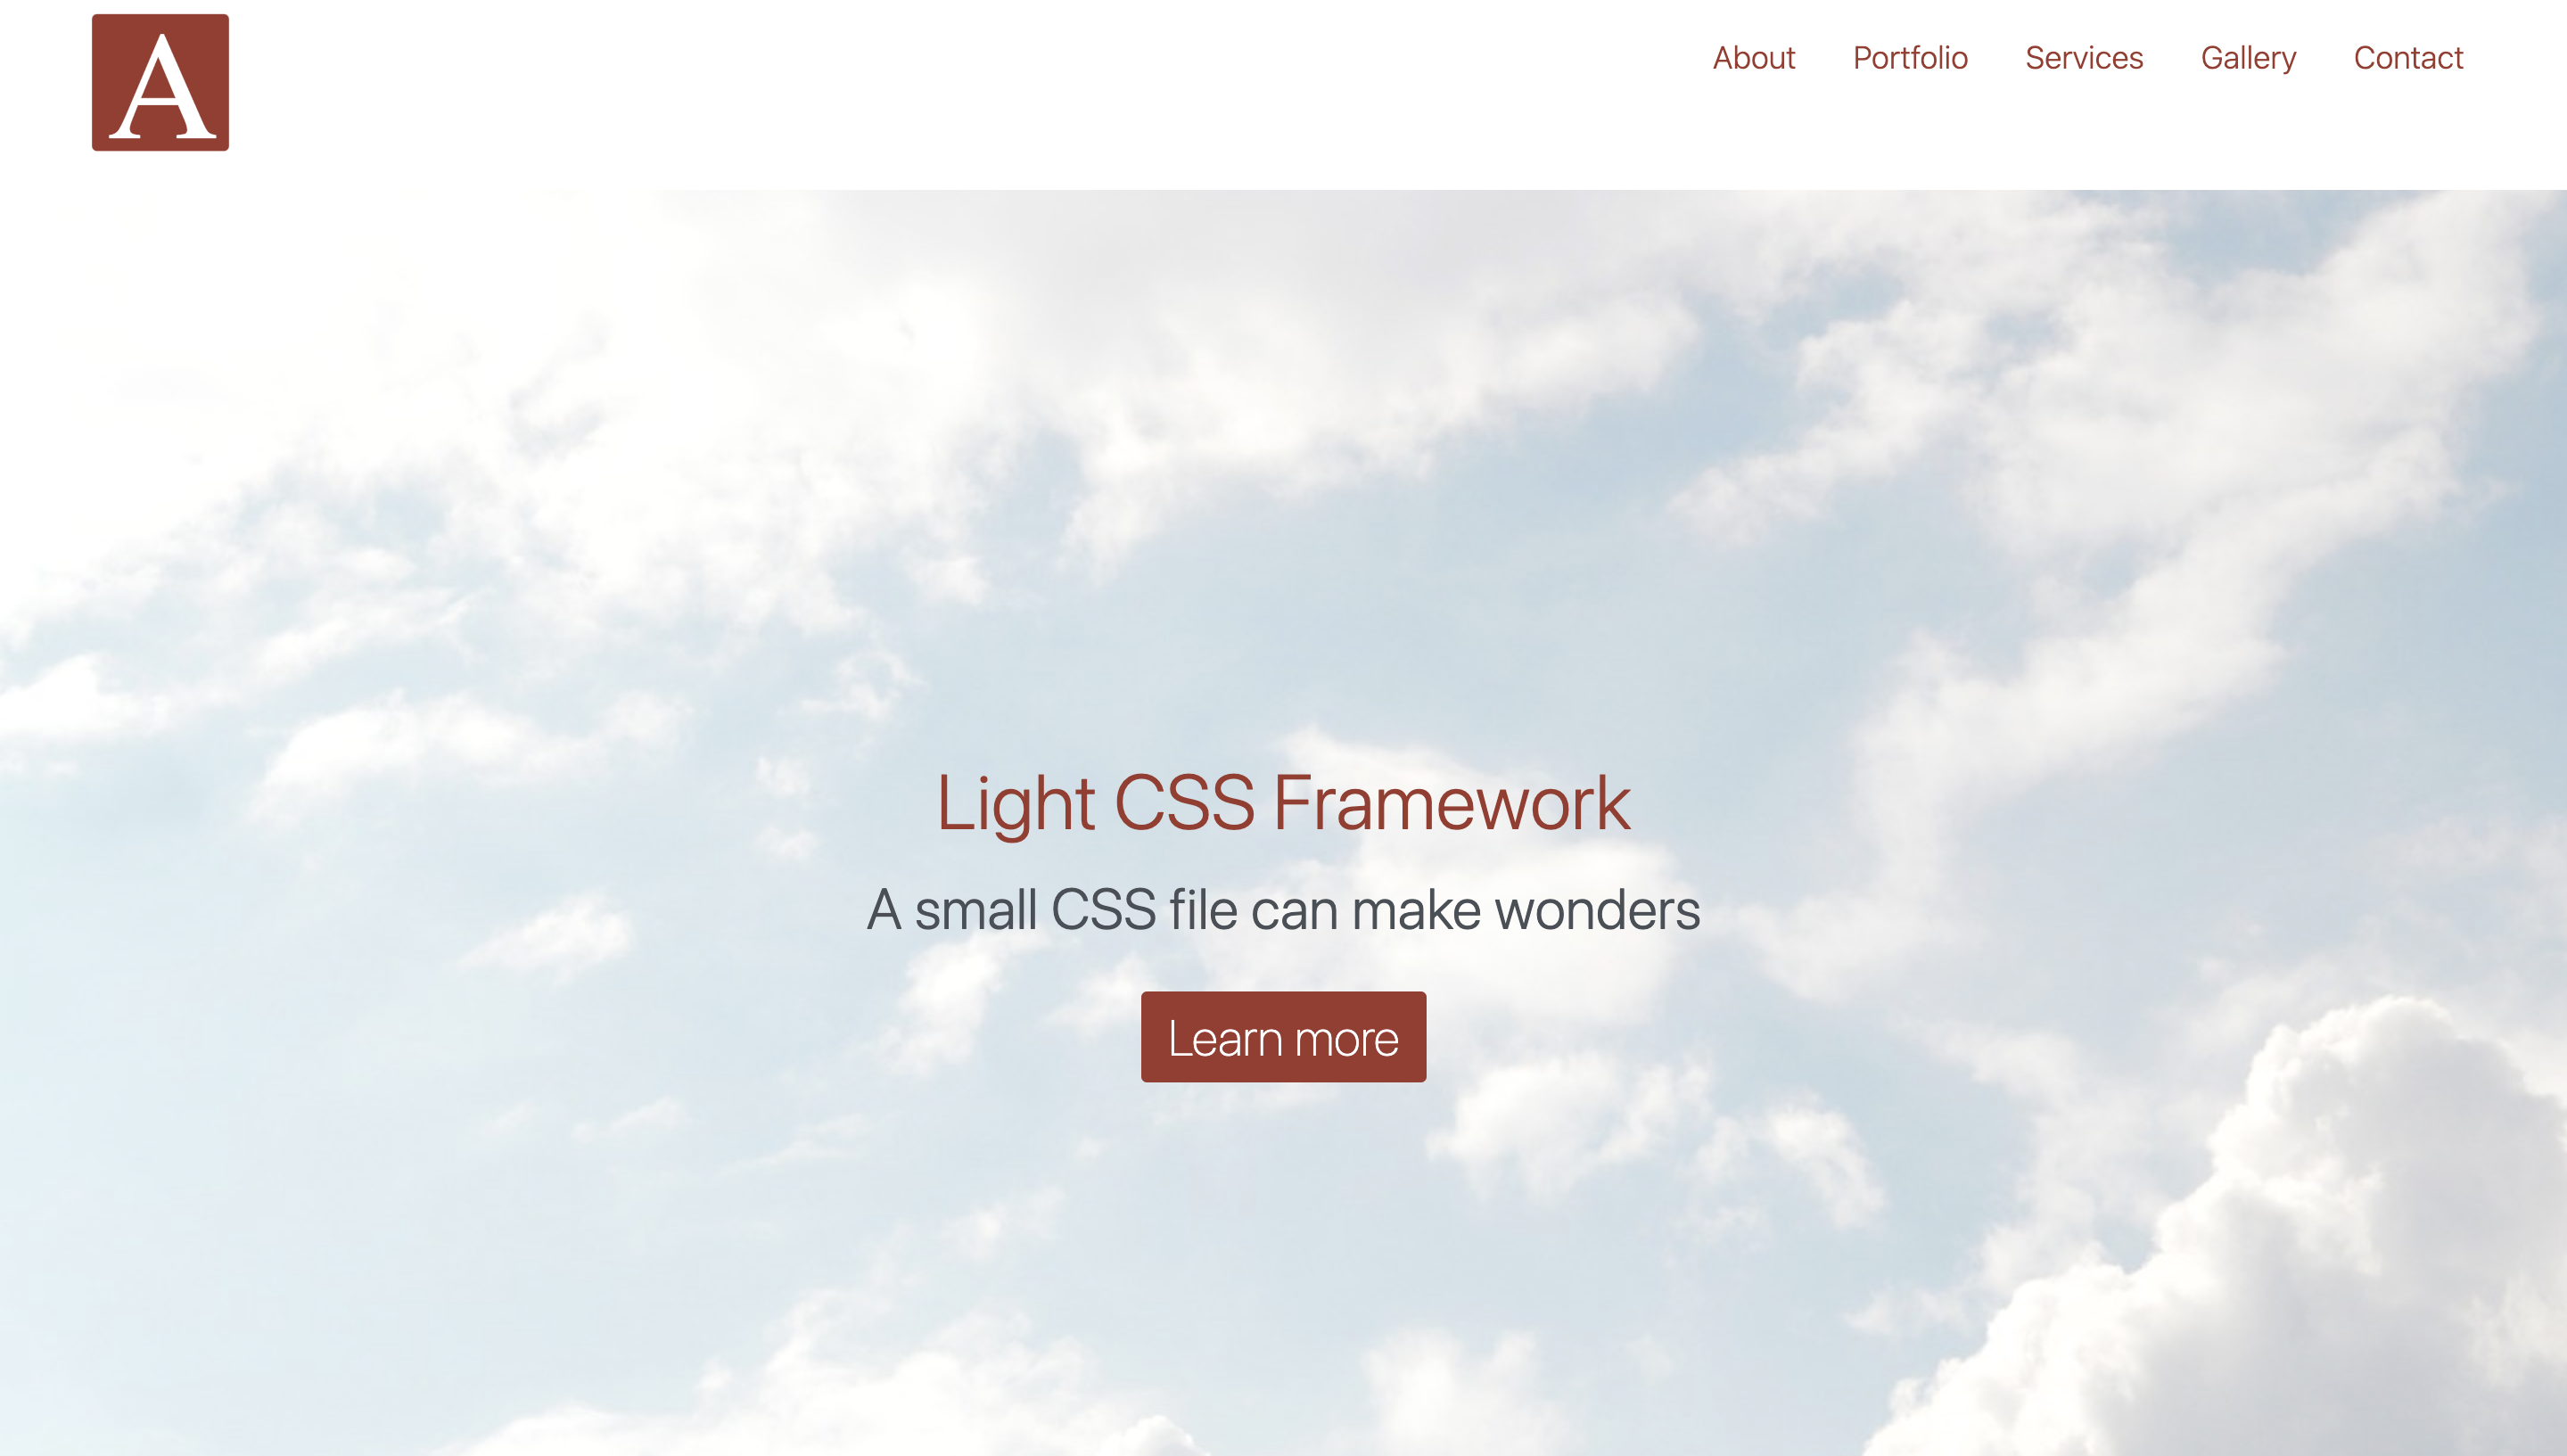 A
About Portfolio Services Gallery Contact
Light CSS Framework
A small CSS file can make wonders
Learn more